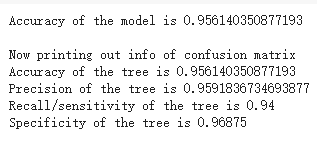 Accuracy of the model is 0.956140350877193
Now printing out info of confusion matrix
Accuracy of the tree is 0.956140350877193
Precision of the tree is 0.9591836734693877
Recall/sensitivity of the tree is 0.94
Specificity of the tree is 0.96875